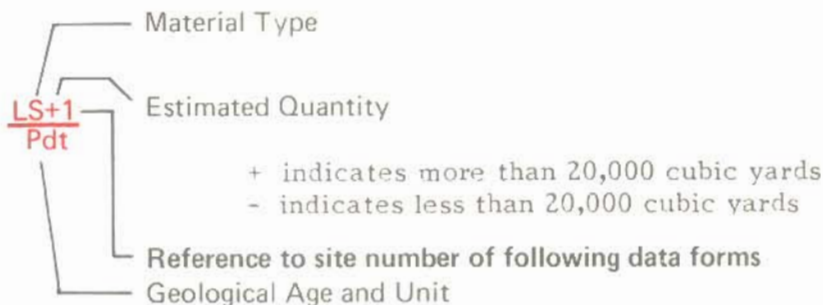 Material Type
LS+1
Pdt
Estimated Quantity
+ indicates more than 20,000 cubic yards
- indicates less than 20,000 cubic yards
Reference to site number of following data forms
Geological Age and Unit